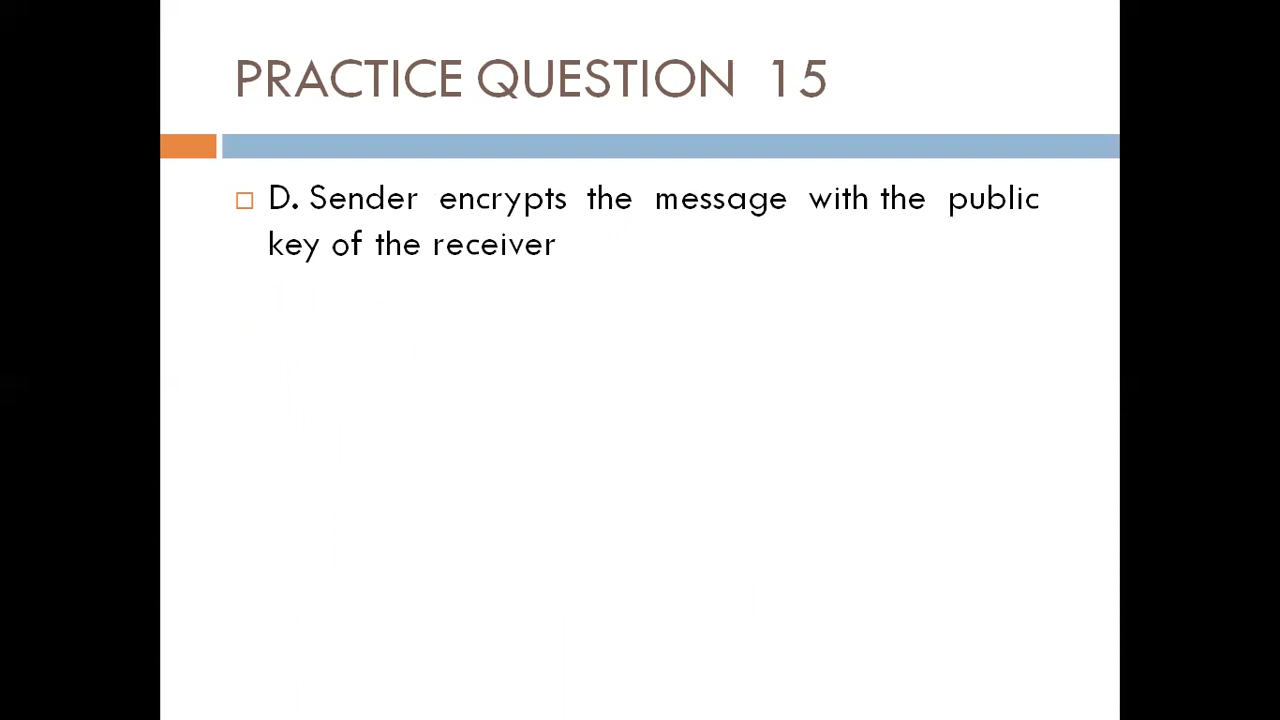 PRACTICE QUESTION 15
D. Sender encrypts the message with the public
key of the receiver